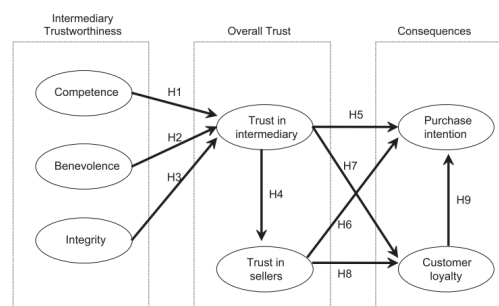 Intermediary
Trustworthiness
Overall Trust
Consequences
Competence
H1
Trust in
intermediary
H5
Purchase
intention
H2
Benevolence
H7
H3
H4
H9
H6
Integrity
Trust in
sellers
H8
Customer
loyalty